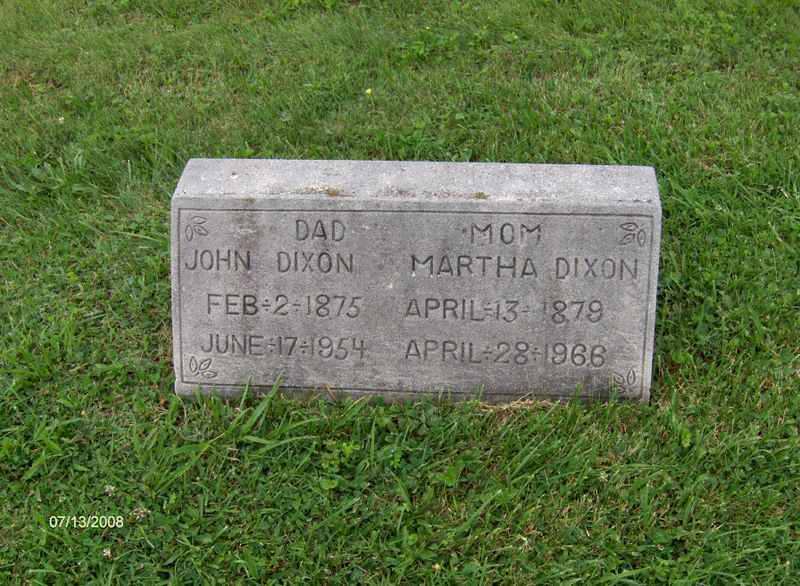 DAD MOM
JOHN DIXON MARTHA DIXON
FEB÷2÷1875 APRIL÷13÷1879
JUNE÷17÷1954 APRIL÷28÷1966
07/13/2008